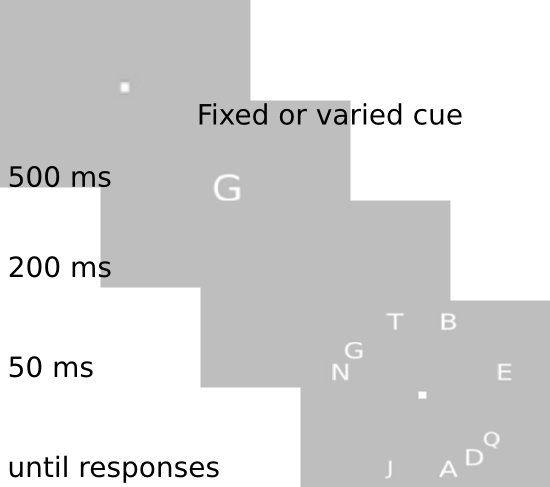 Fixed or varied cue
500 ms
G
200 ms
T B
G
50 ms
N E
Q
D
until responses
J A